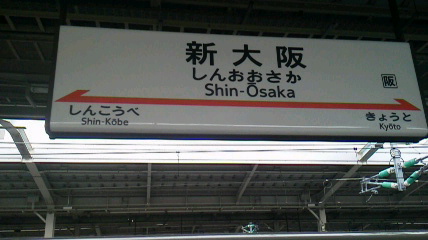 新大阪
しんおおさか
Shin-Ōsaka
阪
しんこうべ
Shin-Kōbe
きょうと
Kyōto